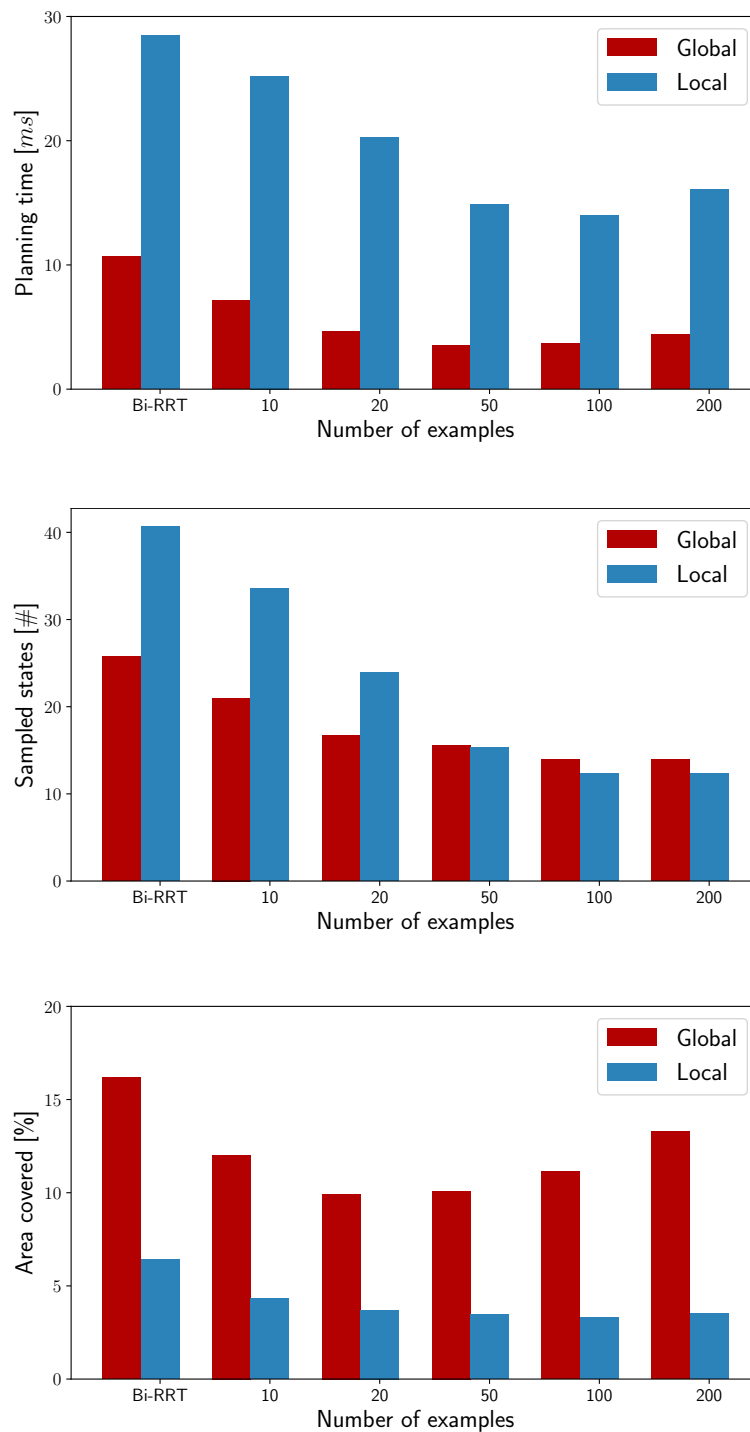 30
20
10
0
Planning time [ms]
Global
Local
Bi-RRT 10 20 50 100 200
Number of examples
40
30
20
10
0
Sampled states [#]
Global
Local
Bi-RRT 10 20 50 100 200
Number of examples
20
15
10
5
0
Area covered [%]
Global
Local
Bi-RRT 10 20 50 100 200
Number of examples